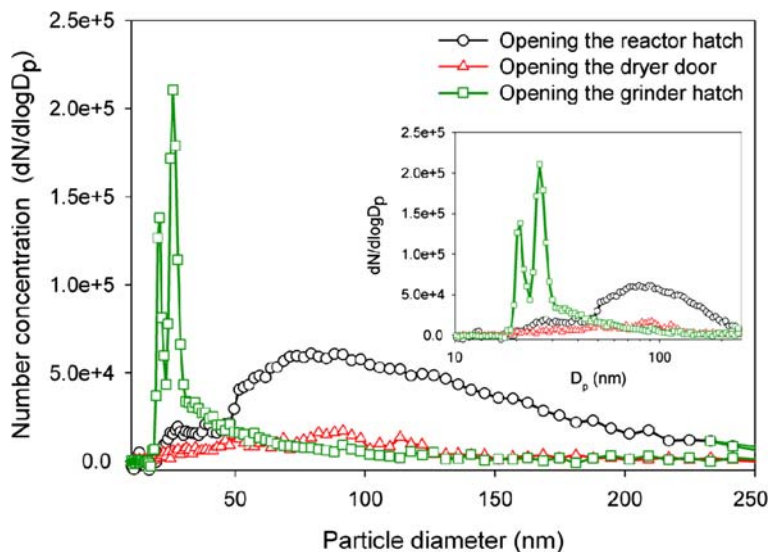 2.5e+5
2.0e+5
1.5e+5
1.0e+5
5.0e+4
0.0
Number concentration (dN/dlogDp)
Opening the reactor hatch
Opening the dryer door
Opening the grinder hatch
2.5e+5
2.0e+5
1.5e+5
1.0e+5
5.0e+4
0.0
dN/dlogDp
10 100
Dp (nm)
50 100 150 200 250
Particle diameter (nm)